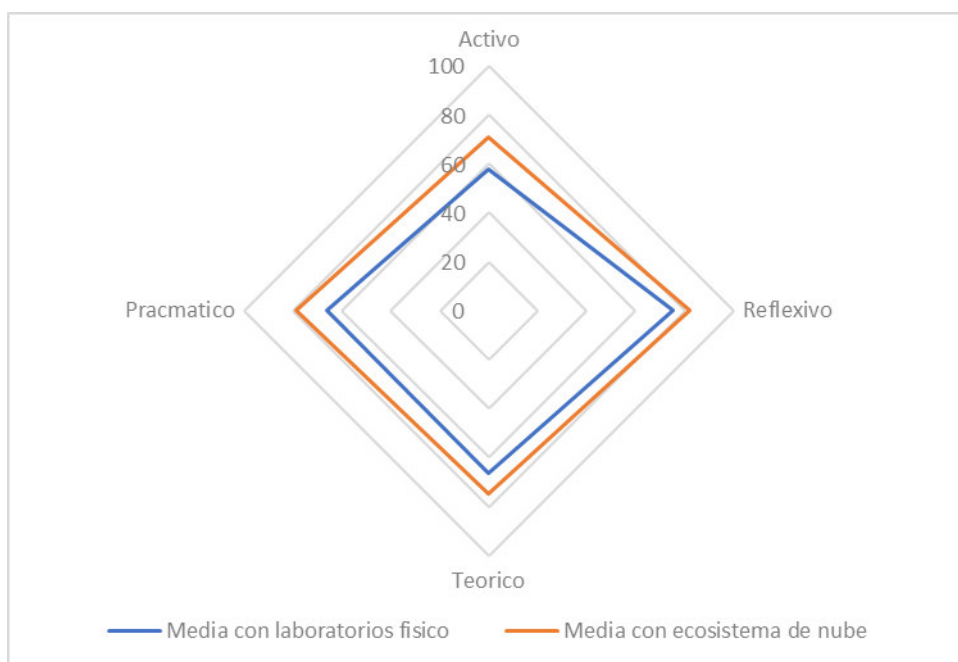 Activo
100
80
60
40
20
Pracmatico 0 Reflexivo
Teorico
Media con laboratorios fisico Media con ecosistema de nube